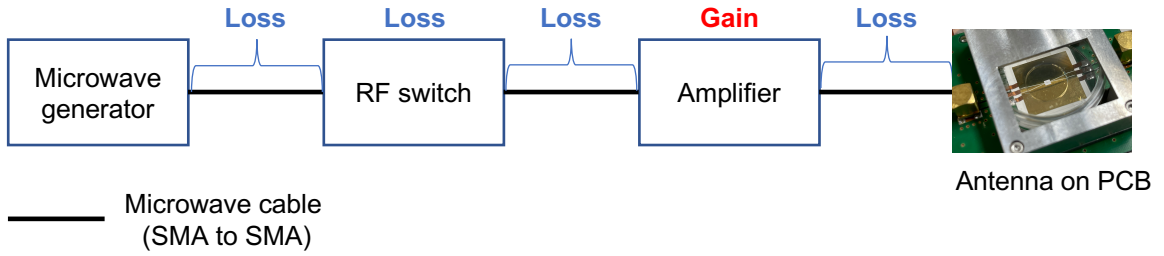 Loss
Loss
Loss
Gain
Loss
Microwave
generator
RF switch
Amplifier
Antenna on PCB
Microwave cable
(SMA to SMA)